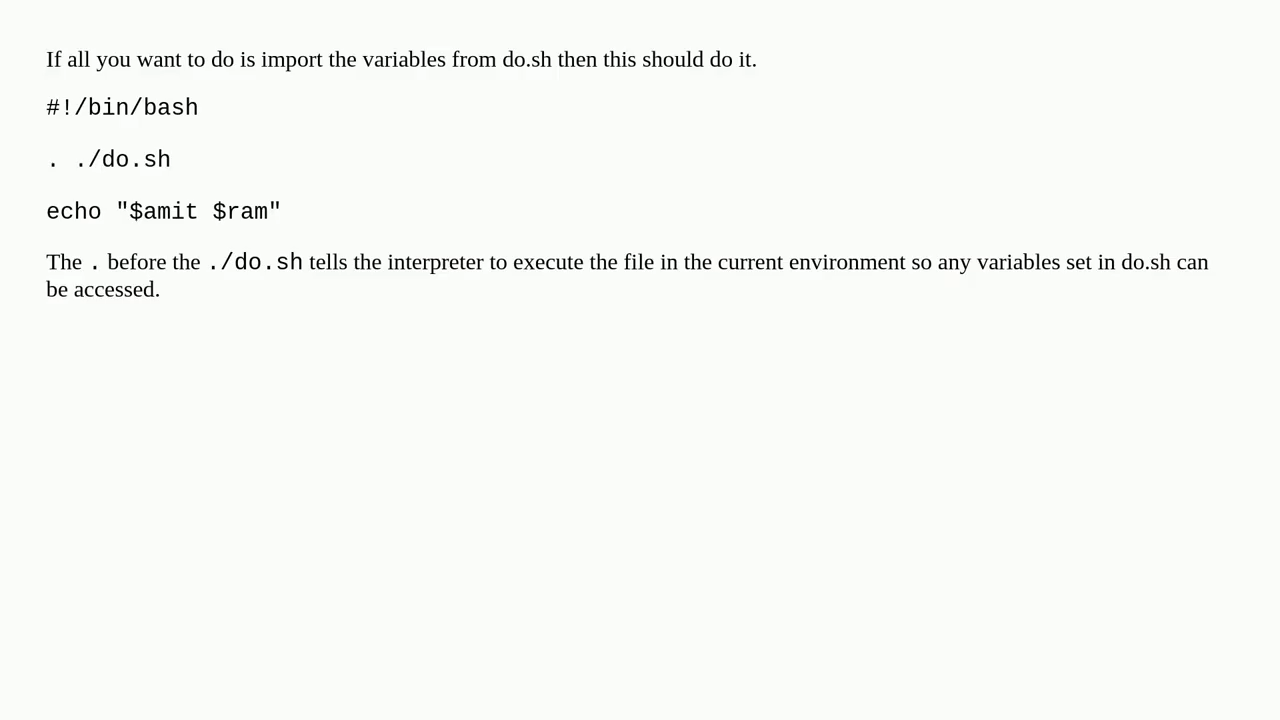 If all you want to do is import the variables from do.sh then this should do it.
#!/bin/bash
. ./do.sh
echo "$amit $ram"
The . before the ./do.sh tells the interpreter to execute the file in the current environment so any variables set in do.sh can
be accessed.